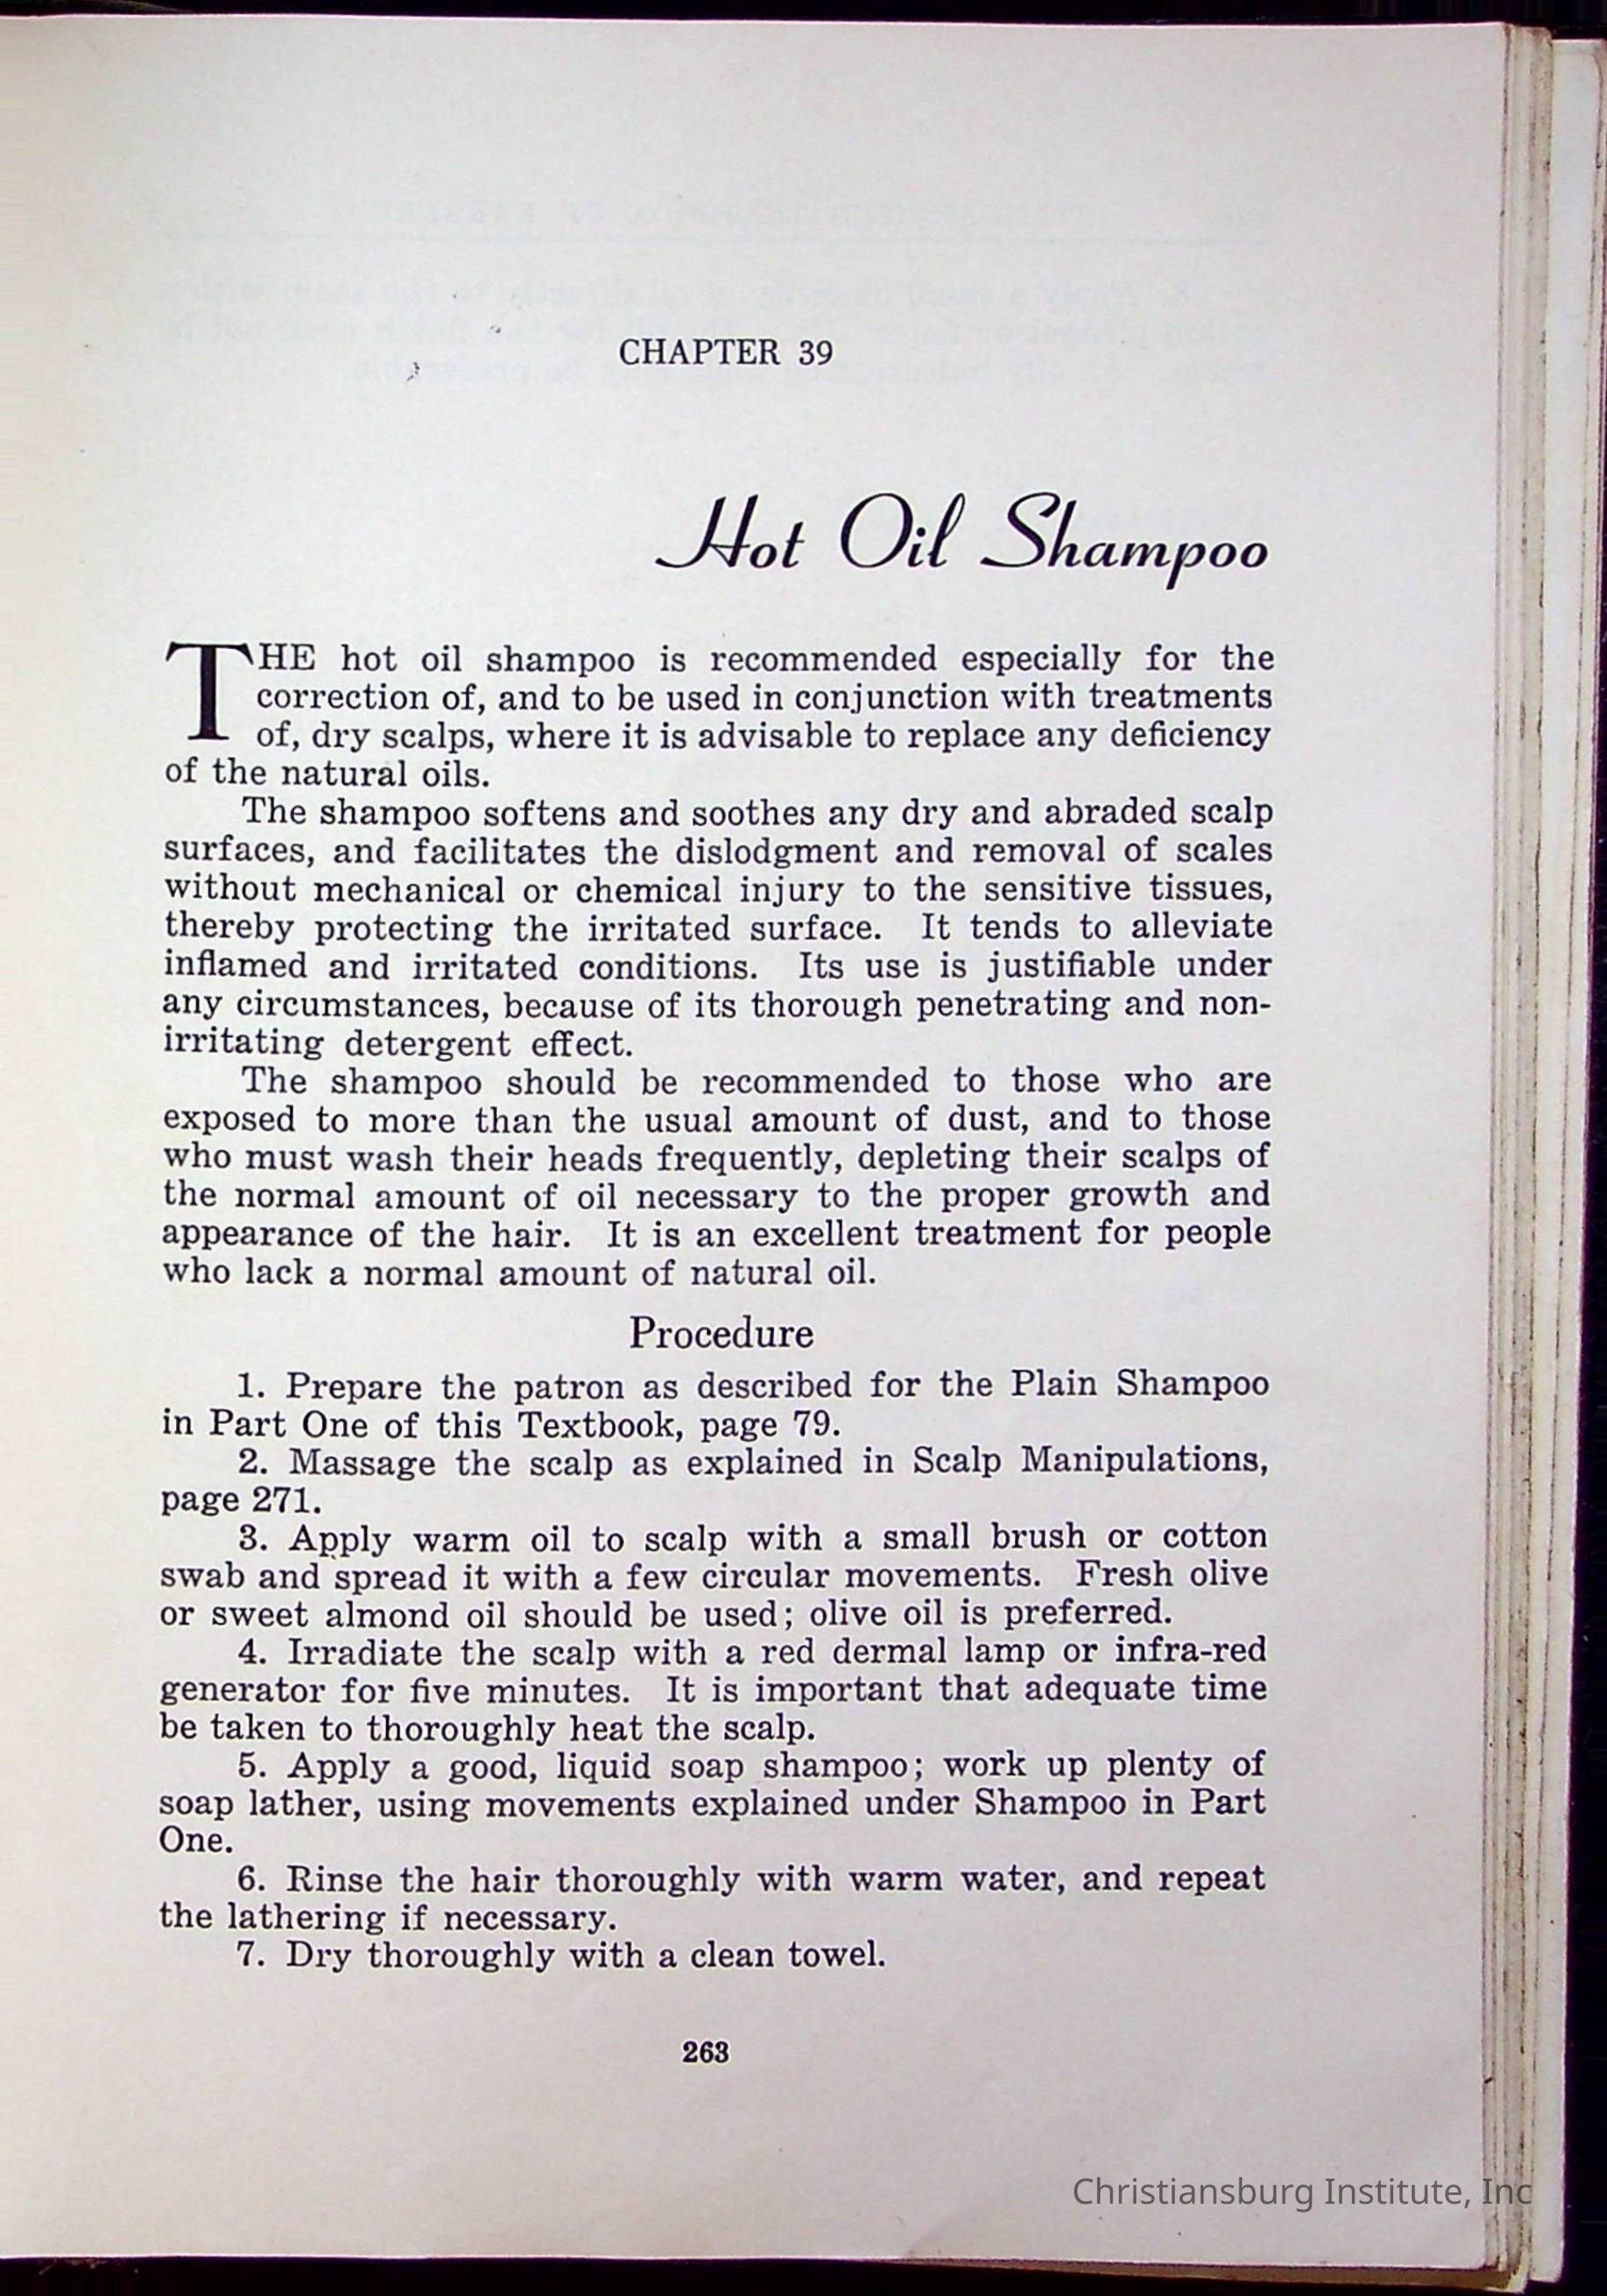 CHAPTER 39
Hot Oil Shampoo
THE hot oil shampoo is recommended especially for the
correction of, and to be used in conjunction with treatments
of, dry scalps, where it is advisable to replace any deficiency
of the natural oils.
The shampoo softens and soothes any dry and abraded scalp
surfaces, and facilitates the dislodgment and removal of scales
without mechanical or chemical injury to the sensitive tissues,
thereby protecting the irritated surface. It tends to alleviate
inflamed and irritated conditions. Its use is justifiable under
any circumstances, because of its thorough penetrating and non-
irritating detergent effect.
The shampoo should be recommended to those who are
exposed to more than the usual amount of dust, and to those
who must wash their heads frequently, depleting their scalps of
the normal amount of oil necessary to the proper growth and
appearance of the hair. It is an excellent treatment for people
who lack a normal amount of natural oil.
Procedure
1. Prepare the patron as described for the Plain Shampoo
in Part One of this Textbook, page 79.
2. Massage the scalp as explained in Scalp Manipulations,
page 271.
3. Apply warm oil to scalp with a small brush or cotton
swab and spread it with a few circular movements. Fresh olive
or sweet almond oil should be used; olive oil is preferred.
4. Irradiate the scalp with a red dermal lamp or infra-red
generator for five minutes. It is important that adequate time
be taken to thoroughly heat the scalp.
5. Apply a good, liquid soap shampoo; work up plenty of
soap lather, using movements explained under Shampoo in Part
One.
6. Rinse the hair thoroughly with warm water, and repeat
the lathering if necessary.
7. Dry thoroughly with a clean towel.
263
Christiansburg Institute, Inc